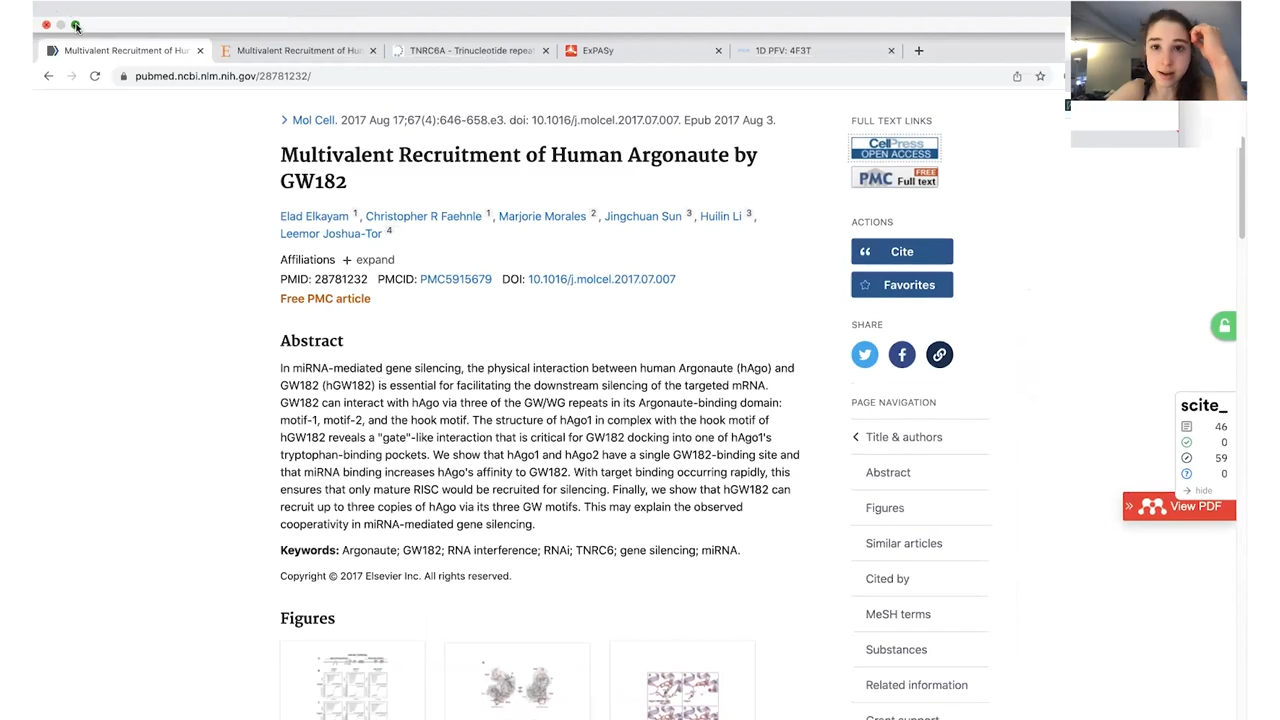 Multivalent Recruitment of Hum
Multivalent Recruitment of Hum
TNRC6A - Trinucleotide repeat
ExPASy
1D PFV: 4F3T
pubmed.ncbi.nlm.nih.gov/28781232/
> Mol Cell. 2017 Aug 17;67(4):646-658.e3. doi: 10.1016/j.molcel.2017.07.007. Epub 2017 Aug 3.
Multivalent Recruitment of Human Argonaute by
GW182
Elad Elkayam 1, Christopher R Faehnle 1, Marjorie Morales 2, Jingchuan Sun 3, Huilin Li 3,
Leemor Joshua-Tor 4
Affiliations + expand
PMID: 28781232 PMCID: PMC5915679 DOI: 10.1016/j.molcel.2017.07.007
Free PMC article
Abstract
In miRNA-mediated gene silencing, the physical interaction between human Argonaute (hAgo) and
GW182 (hGW182) is essential for facilitating the downstream silencing of the targeted mRNA.
GW182 can interact with hAgo via three of the GW/WG repeats in its Argonaute-binding domain:
motif-1, motif-2, and the hook motif. The structure of hAgo1 in complex with the hook motif of
hGW182 reveals a "gate"-like interaction that is critical for GW182 docking into one of hAgo1's
tryptophan-binding pockets. We show that hAgo1 and hAgo2 have a single GW182-binding site and
that miRNA binding increases hAgo's affinity to GW182. With target binding occurring rapidly, this
ensures that only mature RISC would be recruited for silencing. Finally, we show that hGW182 can
recruit up to three copies of hAgo via its three GW motifs. This may explain the observed
cooperativity in miRNA-mediated gene silencing.
Keywords: Argonaute; GW182; RNA interference; RNAi; TNRC6; gene silencing; miRNA.
Copyright © 2017 Elsevier Inc. All rights reserved.
Figures
FULL TEXT LINKS
CellPress
OPEN ACCESS
PMC FREE Full text
ACTIONS
Cite
Favorites
SHARE
PAGE NAVIGATION
< Title & authors
Abstract
Figures
Similar articles
Cited by
MeSH terms
Substances
Related information
Grant support
scite_
46
0
59
0
hide
View PDF